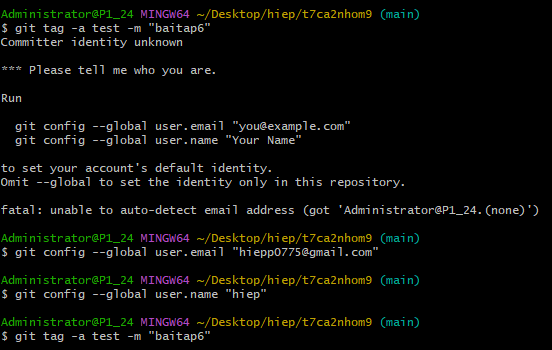 Administrator@P1_24 MINGW64 ~/Desktop/hiep/t7ca2nhom9 (main)
$ git tag -a test -m "baitap6"
Committer identity unknown
*** Please tell me who you are.
Run
git config --global user.email "you@example.com"
git config --global user.name "Your Name"
to set your account's default identity.
Omit --global to set the identity only in this repository.
fatal: unable to auto-detect email address (got 'Administrator@P1_24.(none)')
Administrator@P1_24 MINGW64 ~/Desktop/hiep/t7ca2nhom9 (main)
$ git config --global user.email "hiepp0775@gmail.com"
Administrator@P1_24 MINGW64 ~/Desktop/hiep/t7ca2nhom9 (main)
$ git config --global user.name "hiep"
Administrator@P1_24 MINGW64 ~/Desktop/hiep/t7ca2nhom9 (main)
$ git tag -a test -m "baitap6"